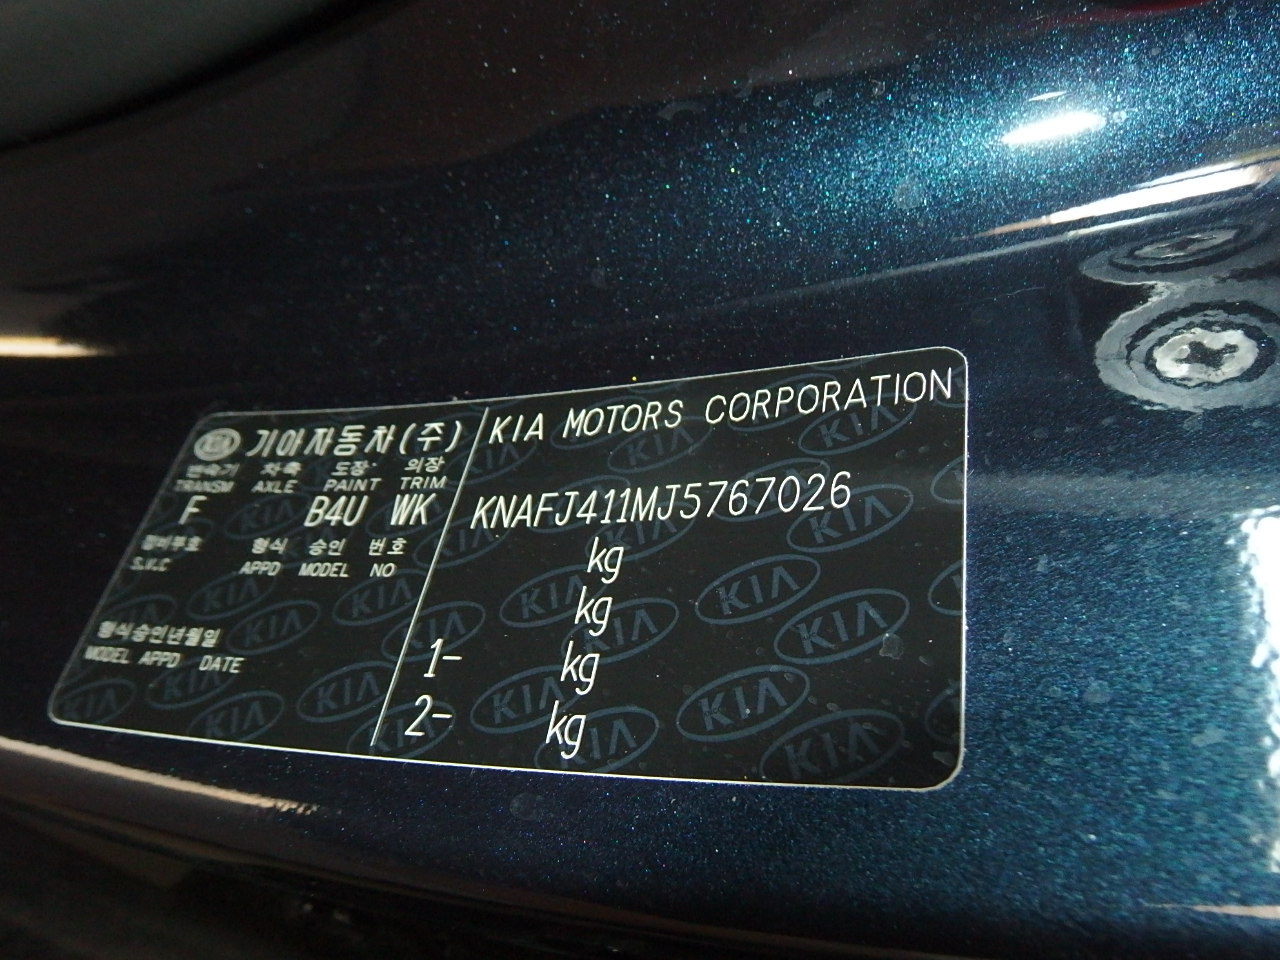 KIA 기아자동차(주) KIA MOTORS CORPORATION
변속기 차축 도장 외장
TRANSM AXLE PAINT TRIM
F B4U WK KNAFJ411MJ5767026
정비부호 형식 승인 번호
S.V.C APPD MODEL NO
kg
kg
형식승인년월일
MODEL APPD DATE
1- kg
2- kg